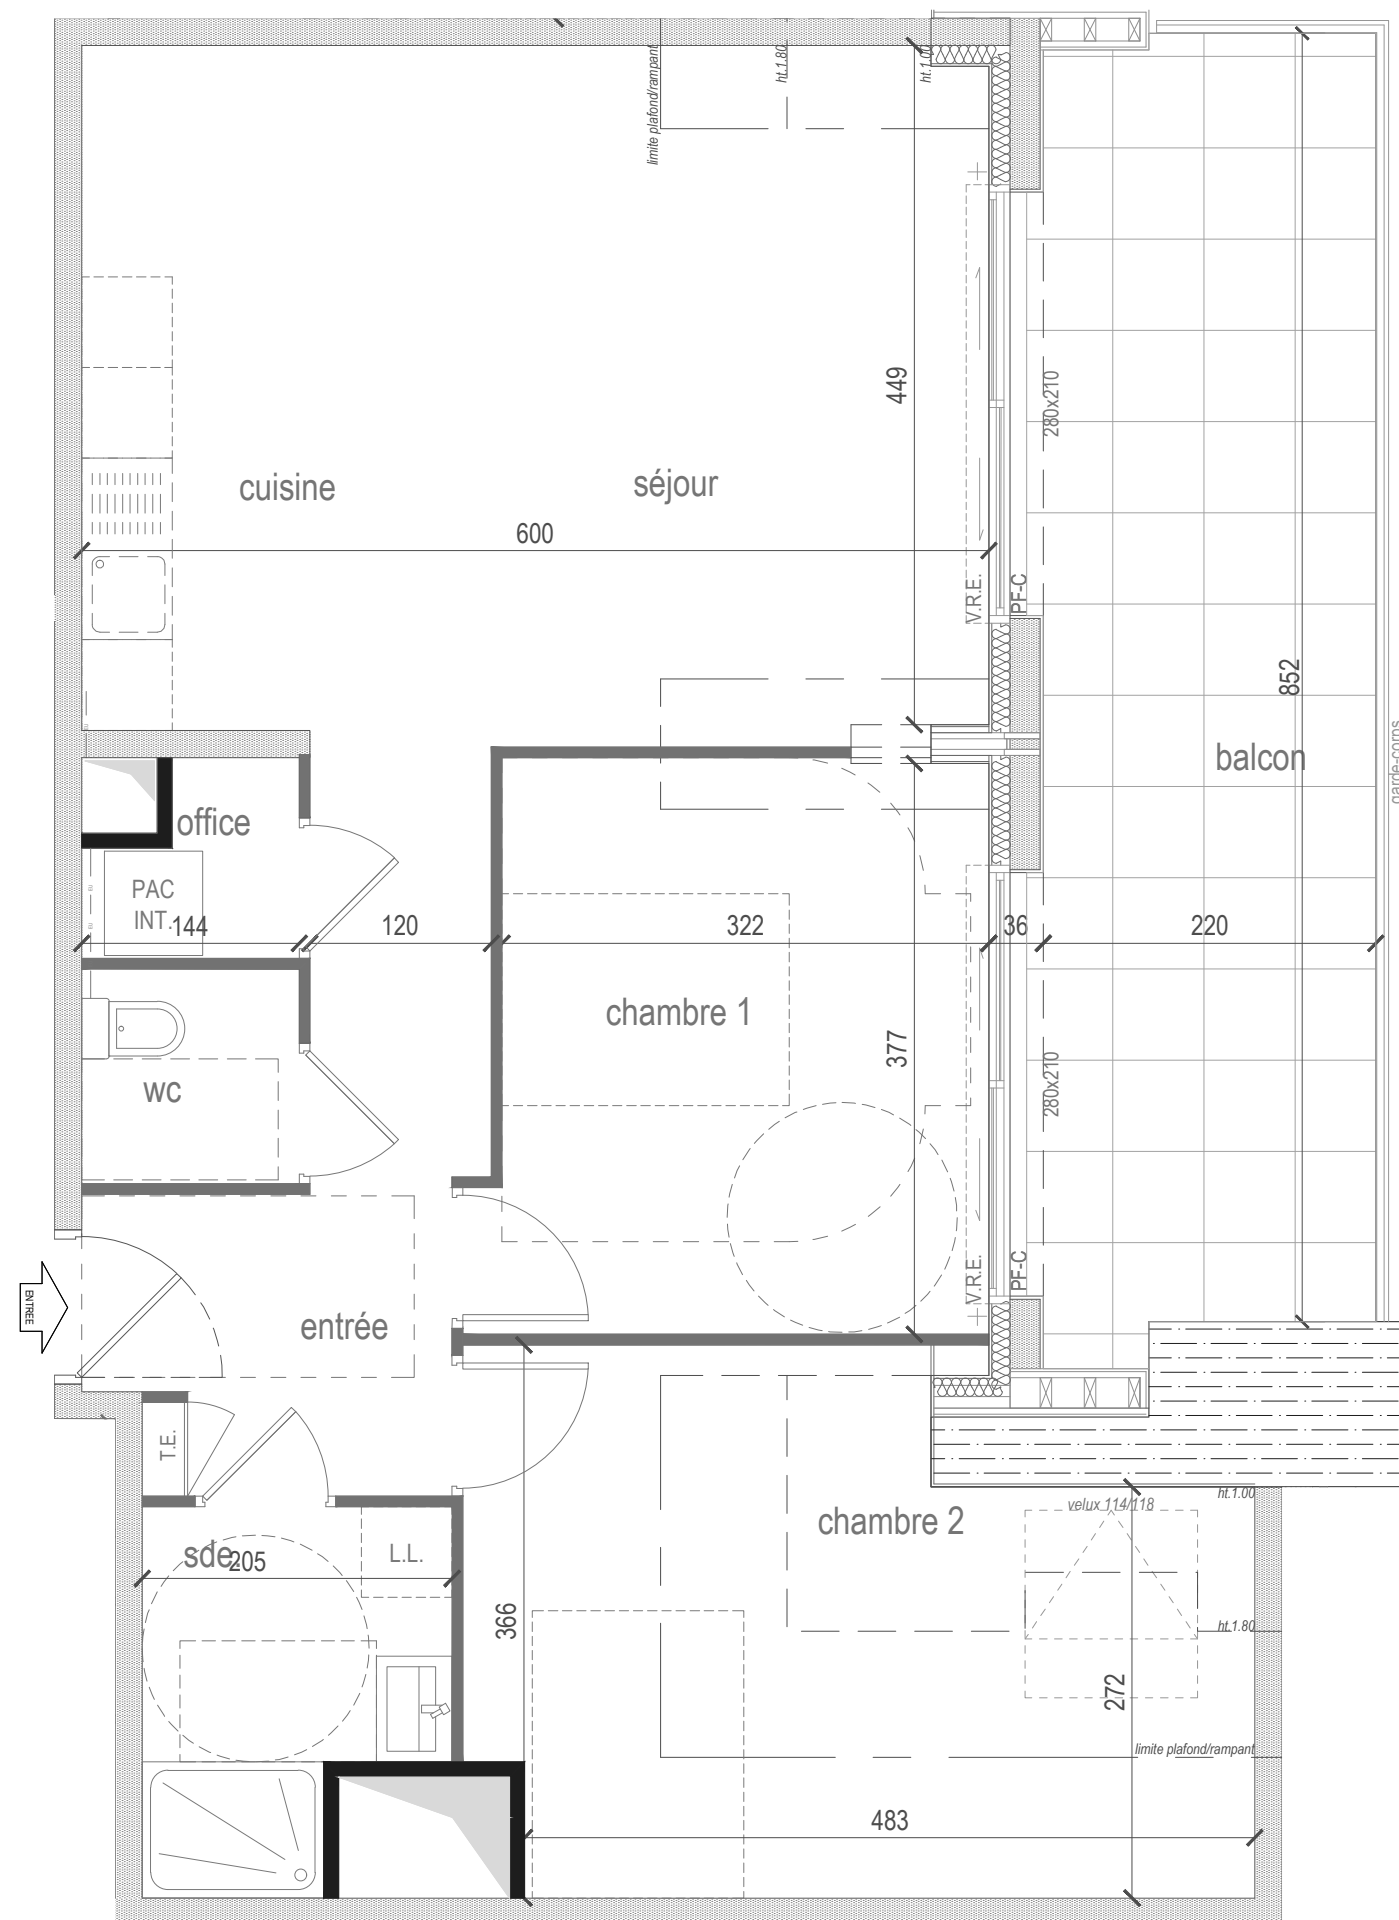 limite plafond/rampant
ht.1.80
ht.1.00
449
280x210
cuisine
séjour
600
V.R.E.
PF-C
852
balcon
garde-corps
office
PAC
INT.
144
120
322
36
220
chambre 1
377
280x210
wc
V.R.E.
PF-C
ENTREE
entrée
T.E.
ht.1.00
velux 114/118
chambre 2
sde
205
L.L.
366
ht.1.80
272
limite plafond/rampant
483